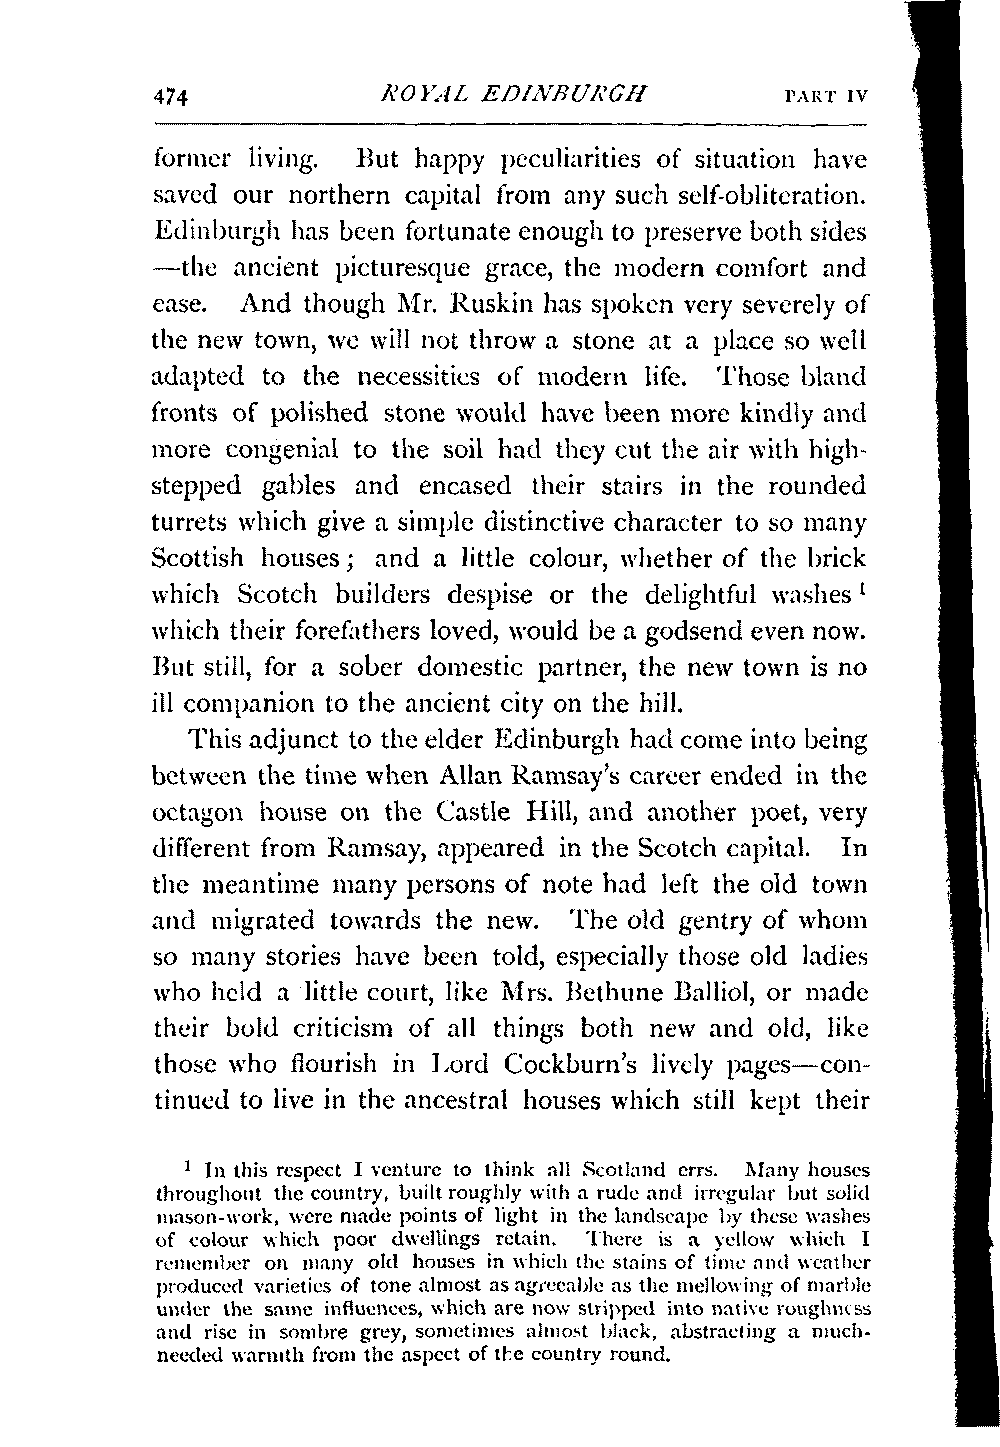 474 ROYAL EDINBURGH PART IV
former living. But happy peculiarities of situation have
saved our northern capital from any such self-obliteration.
Edinburgh has been fortunate enough to preserve both sides
—the ancient picturesque grace, the modern comfort and
ease. And though Mr. Ruskin has spoken very severely of
the new town, we will not throw a stone at a place so well
adapted to the necessities of modern life. Those bland
fronts of polished stone would have been more kindly and
more congenial to the soil had they cut the air with high-
stepped gables and encased their stairs in the rounded
turrets which give a simple distinctive character to so many
Scottish houses; and a little colour, whether of the brick
which Scotch builders despise or the delightful washes ¹
which their forefathers loved, would be a godsend even now.
But still, for a sober domestic partner, the new town is no
ill companion to the ancient city on the hill.
This adjunct to the elder Edinburgh had come into being
between the time when Allan Ramsay's career ended in the
octagon house on the Castle Hill, and another poet, very
different from Ramsay, appeared in the Scotch capital. In
the meantime many persons of note had left the old town
and migrated towards the new. The old gentry of whom
so many stories have been told, especially those old ladies
who held a little court, like Mrs. Bethune Balliol, or made
their bold criticism of all things both new and old, like
those who flourish in Lord Cockburn's lively pages—con-
tinued to live in the ancestral houses which still kept their
¹ In this respect I venture to think all Scotland errs. Many houses
throughout the country, built roughly with a rude and irregular but solid
mason-work, were made points of light in the landscape by these washes
of colour which poor dwellings retain. There is a yellow which I
remember on many old houses in which the stains of time and weather
produced varieties of tone almost as agreeable as the mellowing of marble
under the same influences, which are now stripped into native roughness
and rise in sombre grey, sometimes almost black, abstracting a much-
needed warmth from the aspect of the country round.